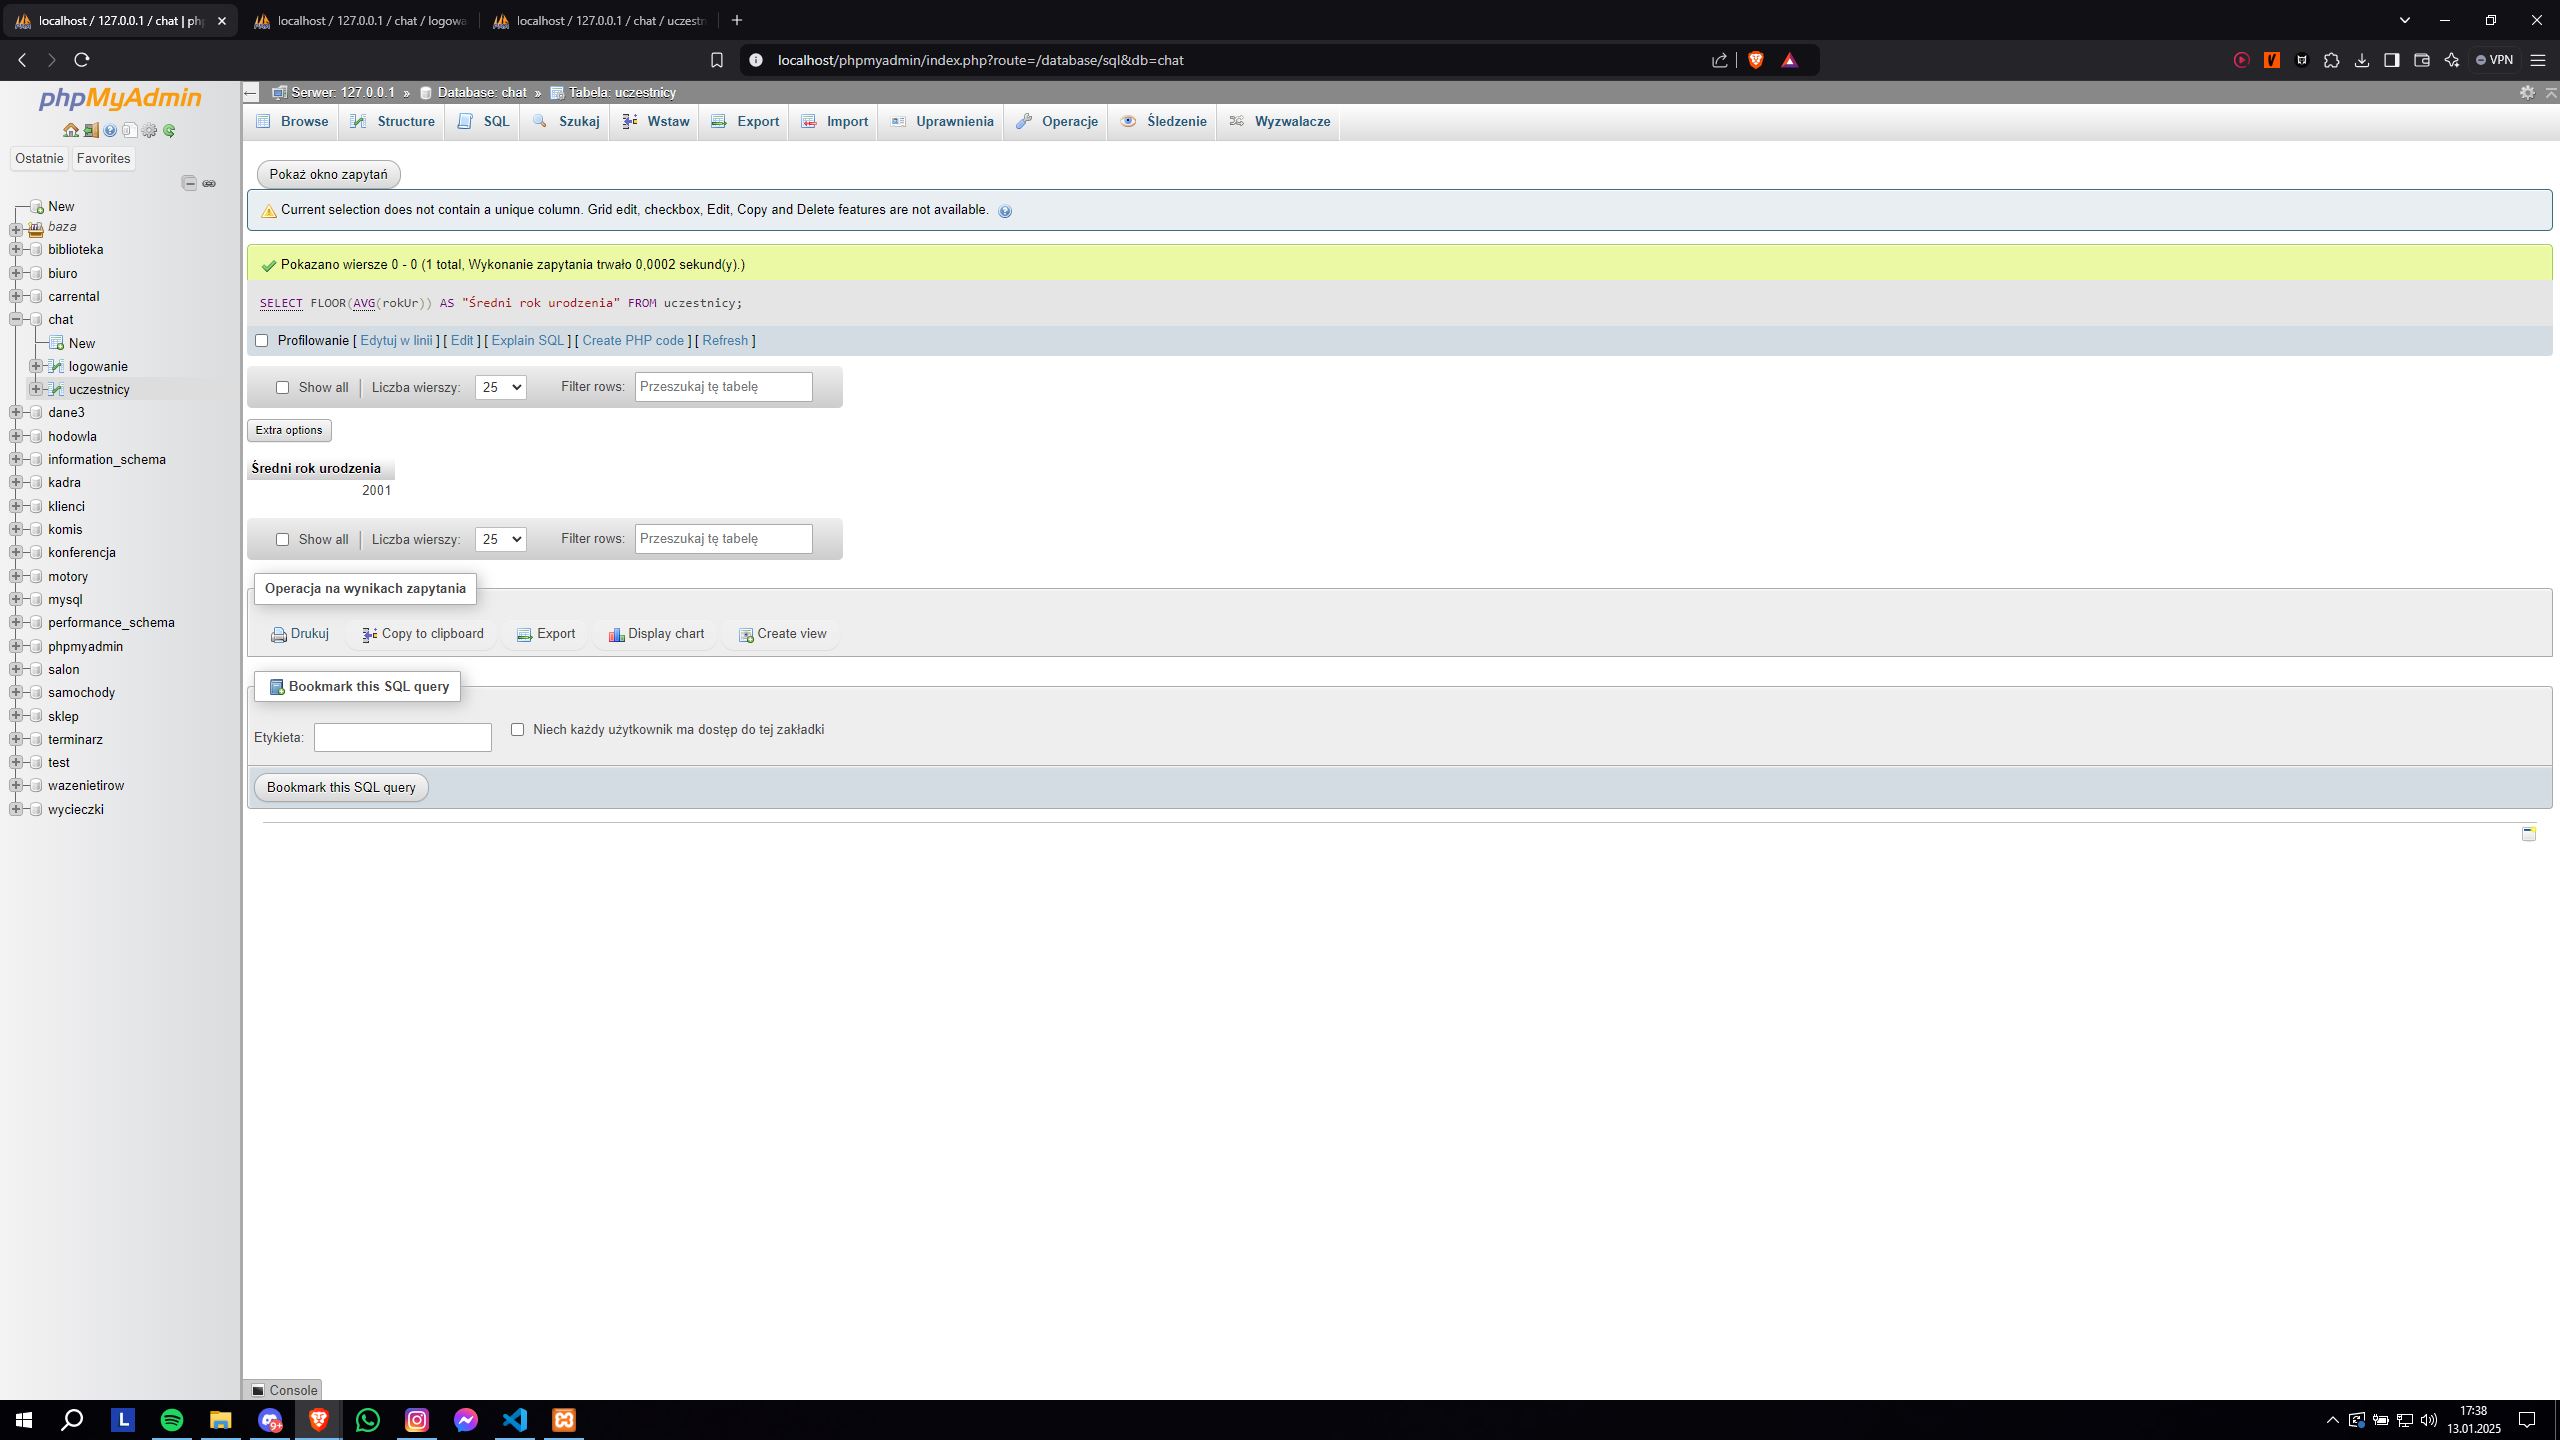 localhost / 127.0.0.1 / chat | php
localhost / 127.0.0.1 / chat / logowa
localhost / 127.0.0.1 / chat / uczestn
localhost/phpmyadmin/index.php?route=/database/sql&db=chat
VPN
phpMyAdmin
Ostatnie Favorites
New
baza
biblioteka
biuro
carrental
chat
New
logowanie
uczestnicy
dane3
hodowla
information_schema
kadra
klienci
komis
konferencja
motory
mysql
performance_schema
phpmyadmin
salon
samochody
sklep
terminarz
test
wazenietirow
wycieczki
Serwer: 127.0.0.1 » Database: chat » Tabela: uczestnicy
Browse Structure SQL Szukaj Wstaw Export Import Uprawnienia Operacje Śledzenie Wyzwalacze
Pokaż okno zapytań
Current selection does not contain a unique column. Grid edit, checkbox, Edit, Copy and Delete features are not available.
Pokazano wiersze 0 - 0 (1 total, Wykonanie zapytania trwało 0,0002 sekund(y).)
SELECT FLOOR(AVG(rokUr)) AS "Średni rok urodzenia" FROM uczestnicy;
Profilowanie [ Edytuj w linii ] [ Edit ] [ Explain SQL ] [ Create PHP code ] [ Refresh ]
Show all | Liczba wierszy: 25 Filter rows: Przeszukaj tę tabelę
Extra options
Średni rok urodzenia
2001
Show all | Liczba wierszy: 25 Filter rows: Przeszukaj tę tabelę
Operacja na wynikach zapytania
Drukuj Copy to clipboard Export Display chart Create view
Bookmark this SQL query
Etykieta: Niech każdy użytkownik ma dostęp do tej zakładki
Bookmark this SQL query
Console
L
9+
17:38
13.01.2025